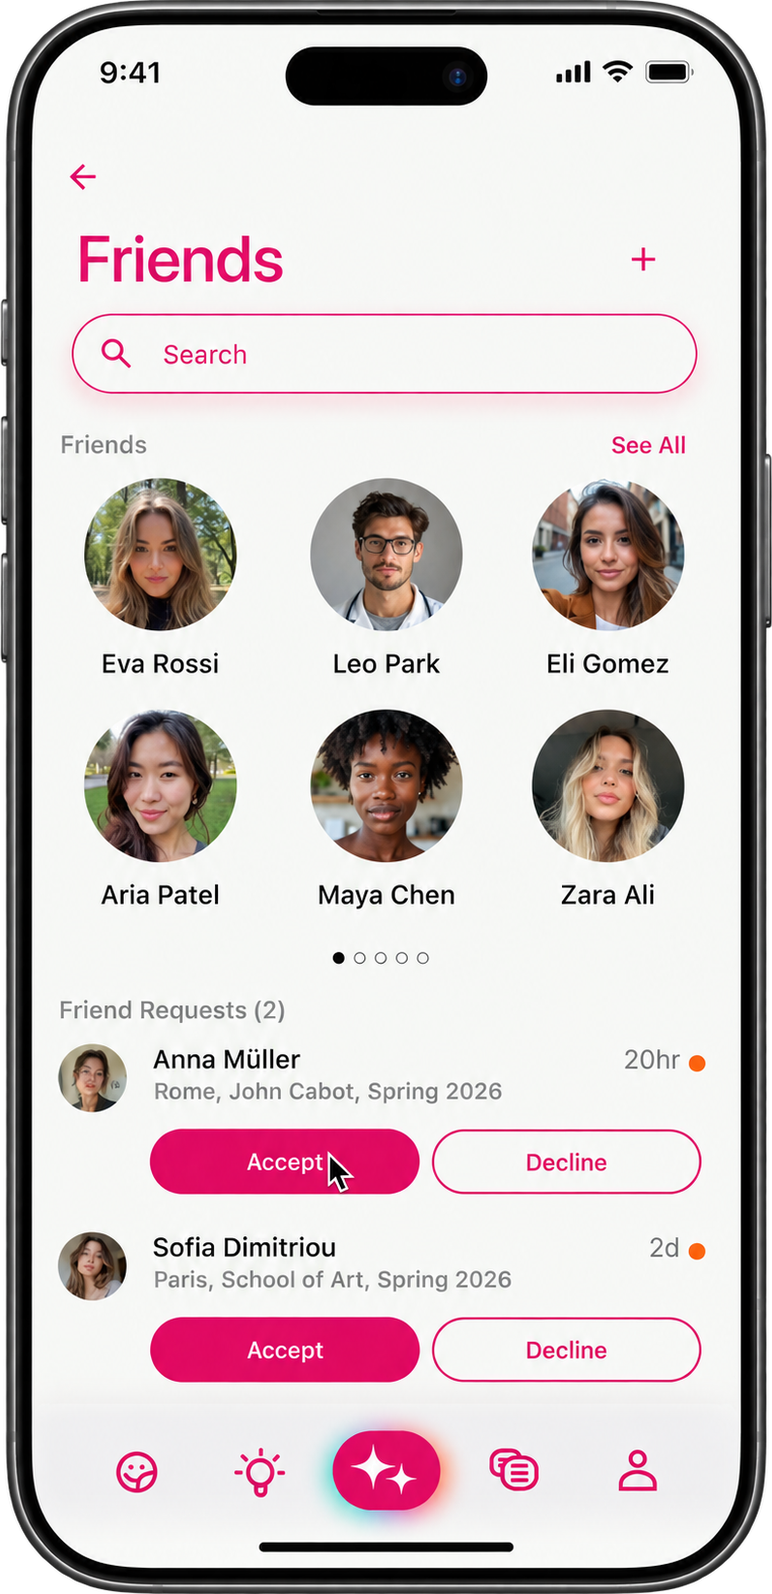 9:41
Friends
Search
Friends See All
Eva Rossi Leo Park Eli Gomez
Aria Patel Maya Chen Zara Ali
Friend Requests (2)
Anna Müller 20hr
Rome, John Cabot, Spring 2026
Accept Decline
Sofia Dimitriou 2d
Paris, School of Art, Spring 2026
Accept Decline